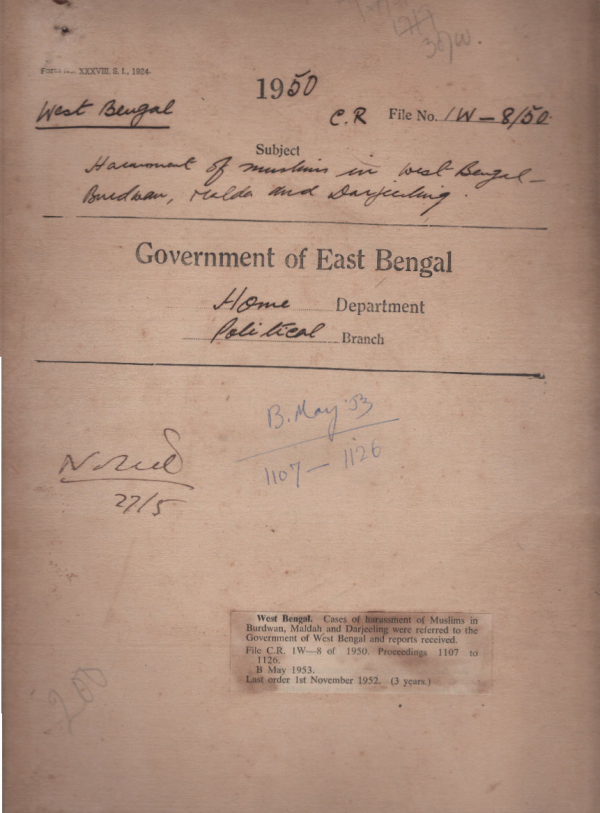 XXXVIII. S. I., 1924.
1950
West Bengal
C.R File No. 1W-8/50.
Subject
Harassment of muslims in West Bengal-
Burdwan, Malda and Darjeeling.
Government of East Bengal
Home Department
Political Branch
B. May '53
1107 - 1126
27/5
West Bengal. Cases of harassment of Muslims in
Burdwan, Maldah and Darjeeling were referred to the
Government of West Bengal and reports received.
File C.R. 1W—8 of 1950. Proceedings 1107 to
1126.
B May 1953.
Last order 1st November 1952. (3 years.)
200